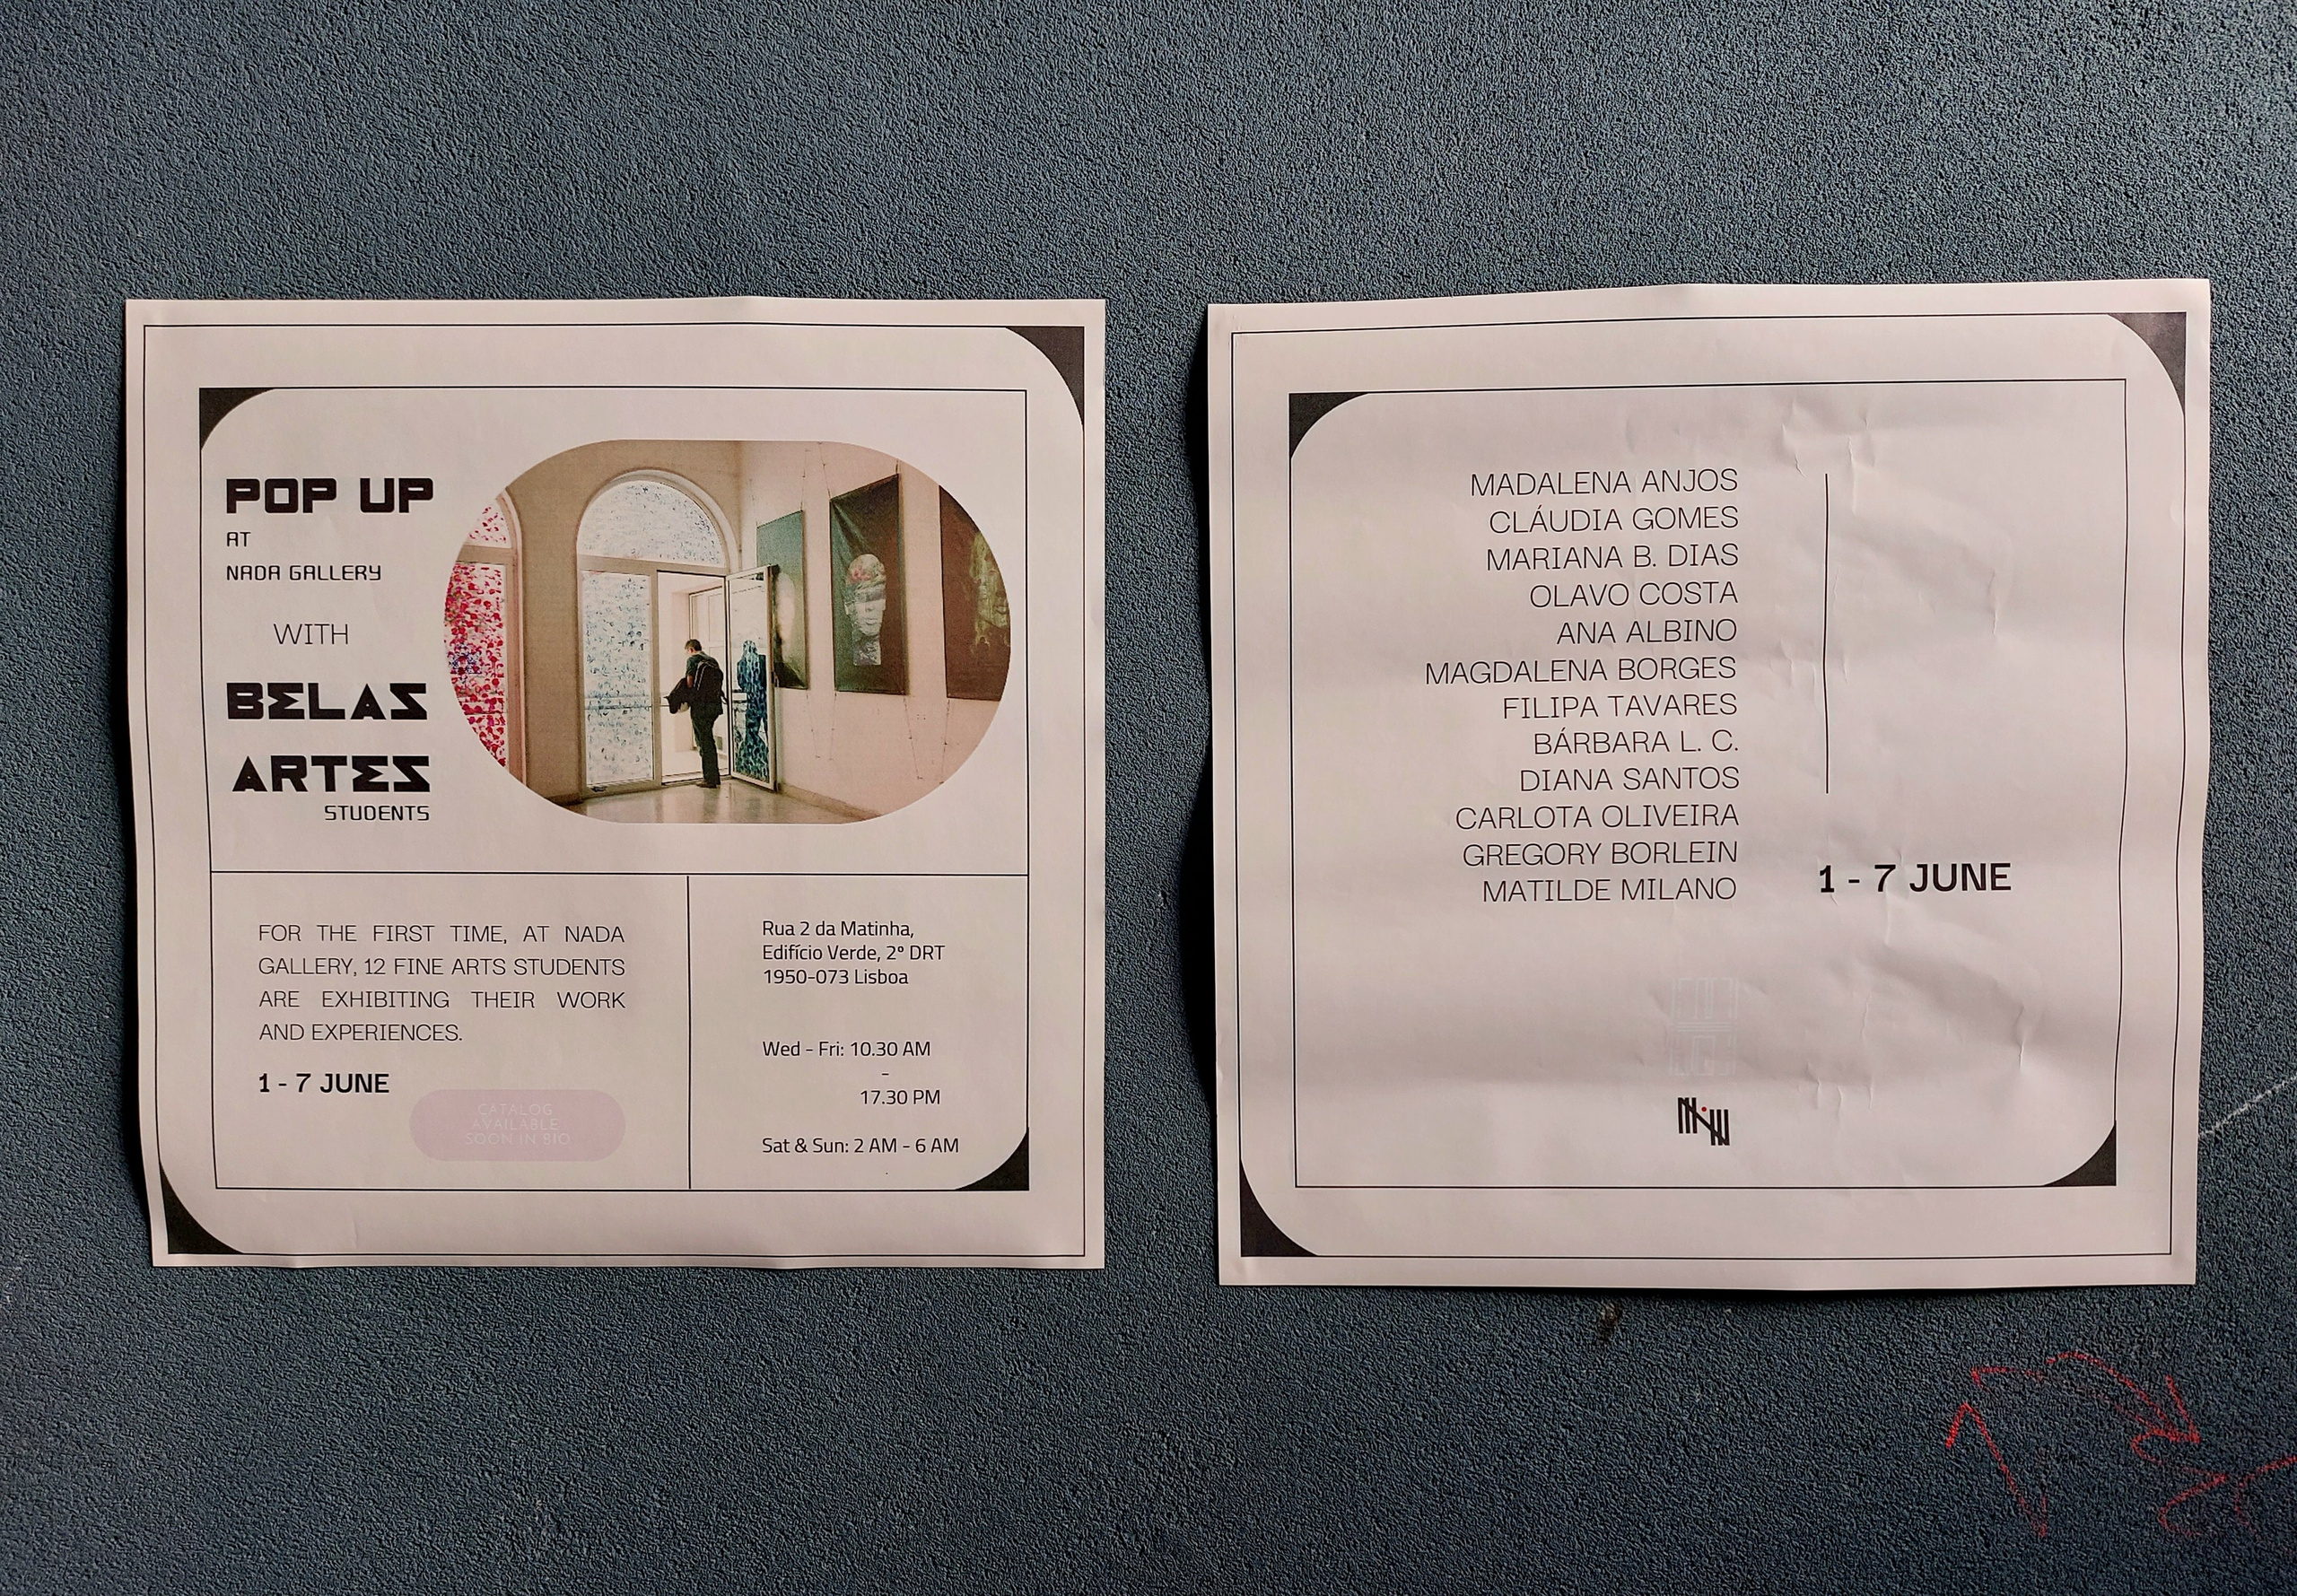 POP UP
AT
NADA GALLERY
WITH
BELAS
ARTES
STUDENTS
FOR THE FIRST TIME, AT NADA
GALLERY, 12 FINE ARTS STUDENTS
ARE EXHIBITING THEIR WORK
AND EXPERIENCES.
1 - 7 JUNE
CATALOG
AVAILABLE
SOON IN BIO
Rua 2 da Matinha,
Edifício Verde, 2º DRT
1950-073 Lisboa
Wed - Fri: 10.30 AM
-
17.30 PM
Sat & Sun: 2 AM - 6 AM
MADALENA ANJOS
CLÁUDIA GOMES
MARIANA B. DIAS
OLAVO COSTA
ANA ALBINO
MAGDALENA BORGES
FILIPA TAVARES
BÁRBARA L. C.
DIANA SANTOS
CARLOTA OLIVEIRA
GREGORY BORLEIN
MATILDE MILANO
1 - 7 JUNE